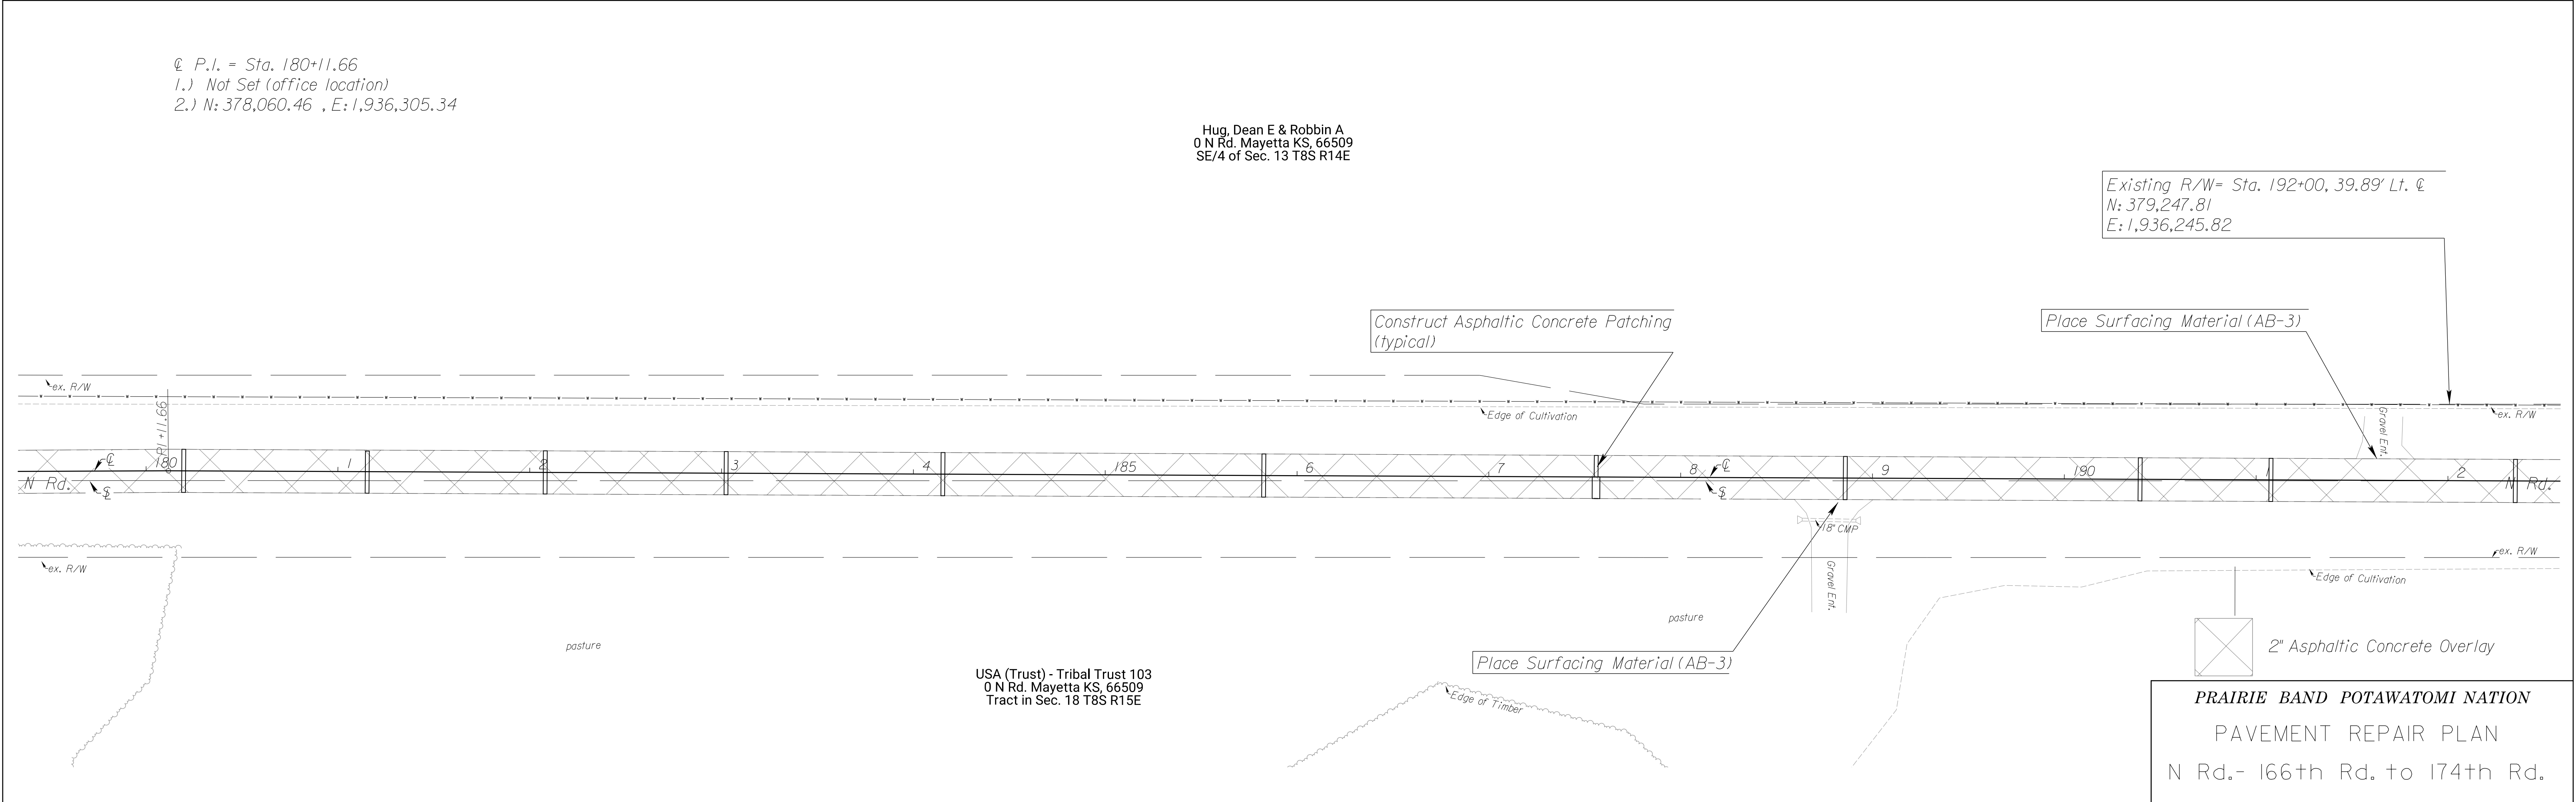 ℄ P.I. = Sta. 180+11.66
1.) Not Set (office location)
2.) N: 378,060.46 , E: 1,936,305.34
Hug, Dean E & Robbin A
0 N Rd. Mayetta KS, 66509
SE/4 of Sec. 13 T8S R14E
Existing R/W= Sta. 192+00, 39.89' Lt. ℄
N: 379,247.81
E: 1,936,245.82
Construct Asphaltic Concrete Patching
(typical)
Place Surfacing Material (AB-3)
ex. R/W
Edge of Cultivation
ex. R/W
PI +11.66
Gravel Ent.
℄
180 1 2 3 4 185 6 7 8 9 190 1 2
℄
N Rd.
N Rd.
18" CMP
ex. R/W
ex. R/W
Gravel Ent.
Edge of Cultivation
pasture
pasture
2" Asphaltic Concrete Overlay
Place Surfacing Material (AB-3)
USA (Trust) - Tribal Trust 103
0 N Rd. Mayetta KS, 66509
Tract in Sec. 18 T8S R15E
Edge of Timber
PRAIRIE BAND POTAWATOMI NATION
PAVEMENT REPAIR PLAN
N Rd.- 166th Rd. to 174th Rd.